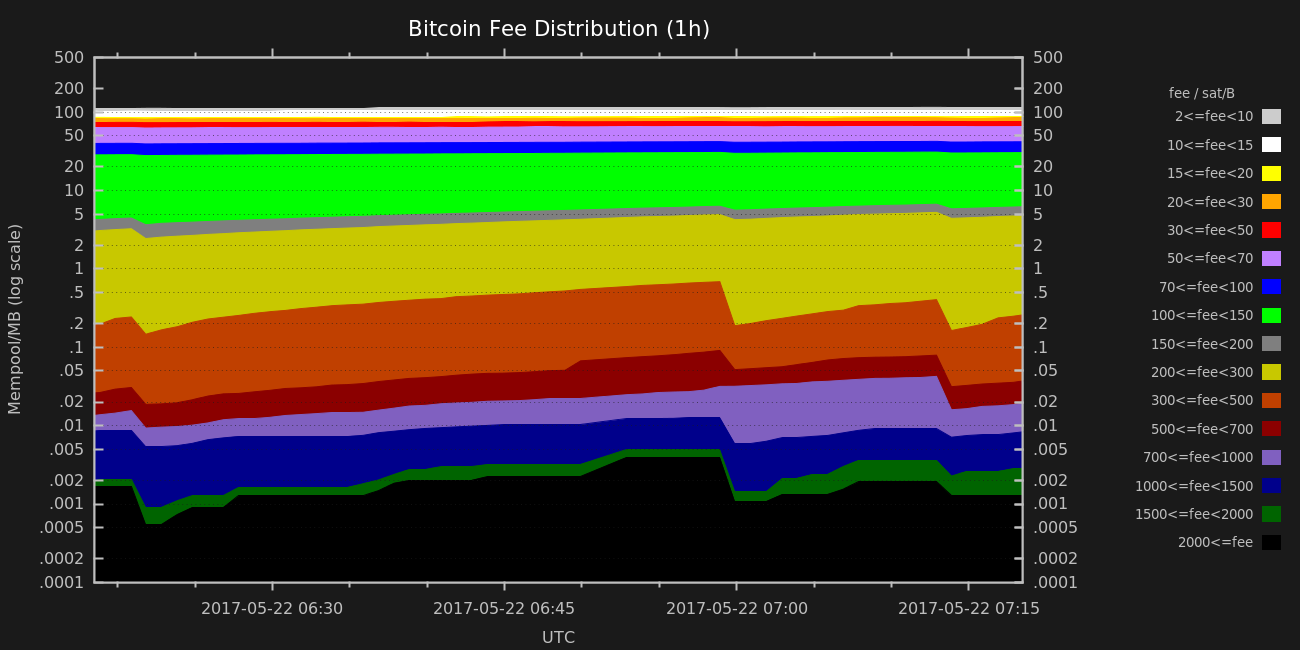 Bitcoin Fee Distribution (1h)
500
200
100
50
20
10
5
2
1
.5
.2
.1
.05
.02
.01
.005
.002
.001
.0005
.0002
.0001
Mempool/MB (log scale)
500
200
100
50
20
10
5
2
1
.5
.2
.1
.05
.02
.01
.005
.002
.001
.0005
.0002
.0001
2017-05-22 06:30
2017-05-22 06:45
2017-05-22 07:00
2017-05-22 07:15
UTC
fee / sat/B
2<=fee<10
10<=fee<15
15<=fee<20
20<=fee<30
30<=fee<50
50<=fee<70
70<=fee<100
100<=fee<150
150<=fee<200
200<=fee<300
300<=fee<500
500<=fee<700
700<=fee<1000
1000<=fee<1500
1500<=fee<2000
2000<=fee